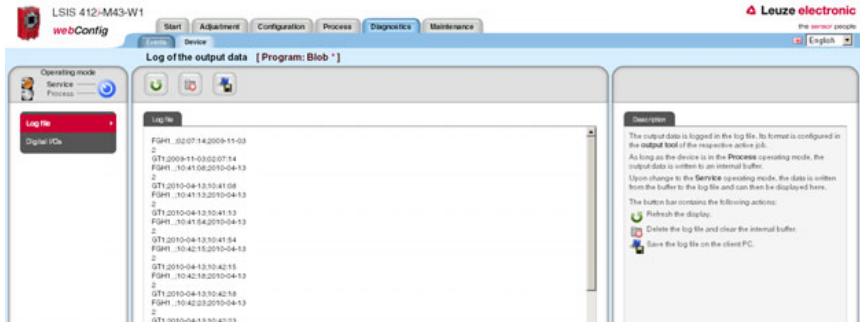 LSIS 412i-M43-W1
webConfig
Start Adjustment Configuration Process Diagnostics Maintenance
Events Device
Leuze electronic
the sensor people
English
Log of the output data [Program: Blob *]
Operating mode
Service
Process
Log file
Digital I/Os
Log file
FGH1_;02:07:14;2009-11-03
2
GT1;2009-11-03;02:07:14
FGH1_;10:41:08;2010-04-13
2
GT1;2010-04-13;10:41:08
FGH1_;10:41:13;2010-04-13
2
GT1;2010-04-13;10:41:13
FGH1_;10:41:54;2010-04-13
2
GT1;2010-04-13;10:41:54
FGH1_;10:42:15;2010-04-13
2
GT1;2010-04-13;10:42:15
FGH1_;10:42:18;2010-04-13
2
GT1;2010-04-13;10:42:18
FGH1_;10:42:23;2010-04-13
2
GT1;2010-04-13;10:42:23
Description
The output data is logged in the log file. Its format is configured in
the output tool of the respective active job.
As long as the device is in the Process operating mode, the
output data is written to an internal buffer.
Upon change to the Service operating mode, the data is written
from the buffer to the log file and can then be displayed here.
The button bar contains the following actions:
Refresh the display.
Delete the log file and clear the internal buffer.
Save the log file on the client PC.